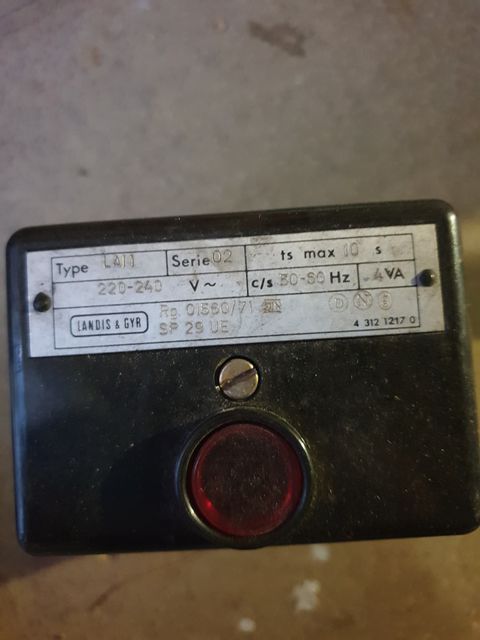 Type LAI1 Serie 02 ts max 10 s
220-240 V~ c/s 50-60 Hz 4VA
LANDIS & GYR Rg. 01560/71 DIN D N S
SP 29 UE 4 312 1217 0